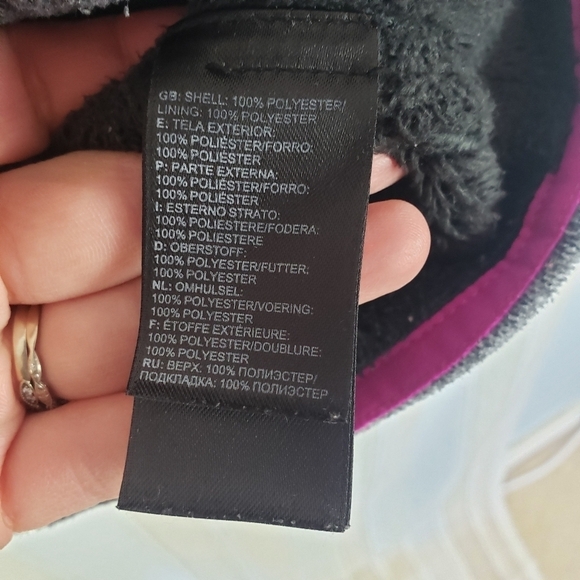 GB: SHELL: 100% POLYESTER/
LINING: 100% POLYESTER
E: TELA EXTERIOR:
100% POLIÉSTER/FORRO:
100% POLIÉSTER
P: PARTE EXTERNA:
100% POLIÉSTER/FORRO:
100% POLIÉSTER
I: ESTERNO STRATO:
100% POLIESTERE/FODERA:
100% POLIESTERE
D: OBERSTOFF:
100% POLYESTER/FUTTER:
100% POLYESTER
NL: OMHULSEL:
100% POLYESTER/VOERING:
100% POLYESTER
F: ÉTOFFE EXTÉRIEURE:
100% POLYESTER/DOUBLURE:
100% POLYESTER
RU: ВЕРХ: 100% ПОЛИЭСТЕР/
ПОДКЛАДКА: 100% ПОЛИЭСТЕР